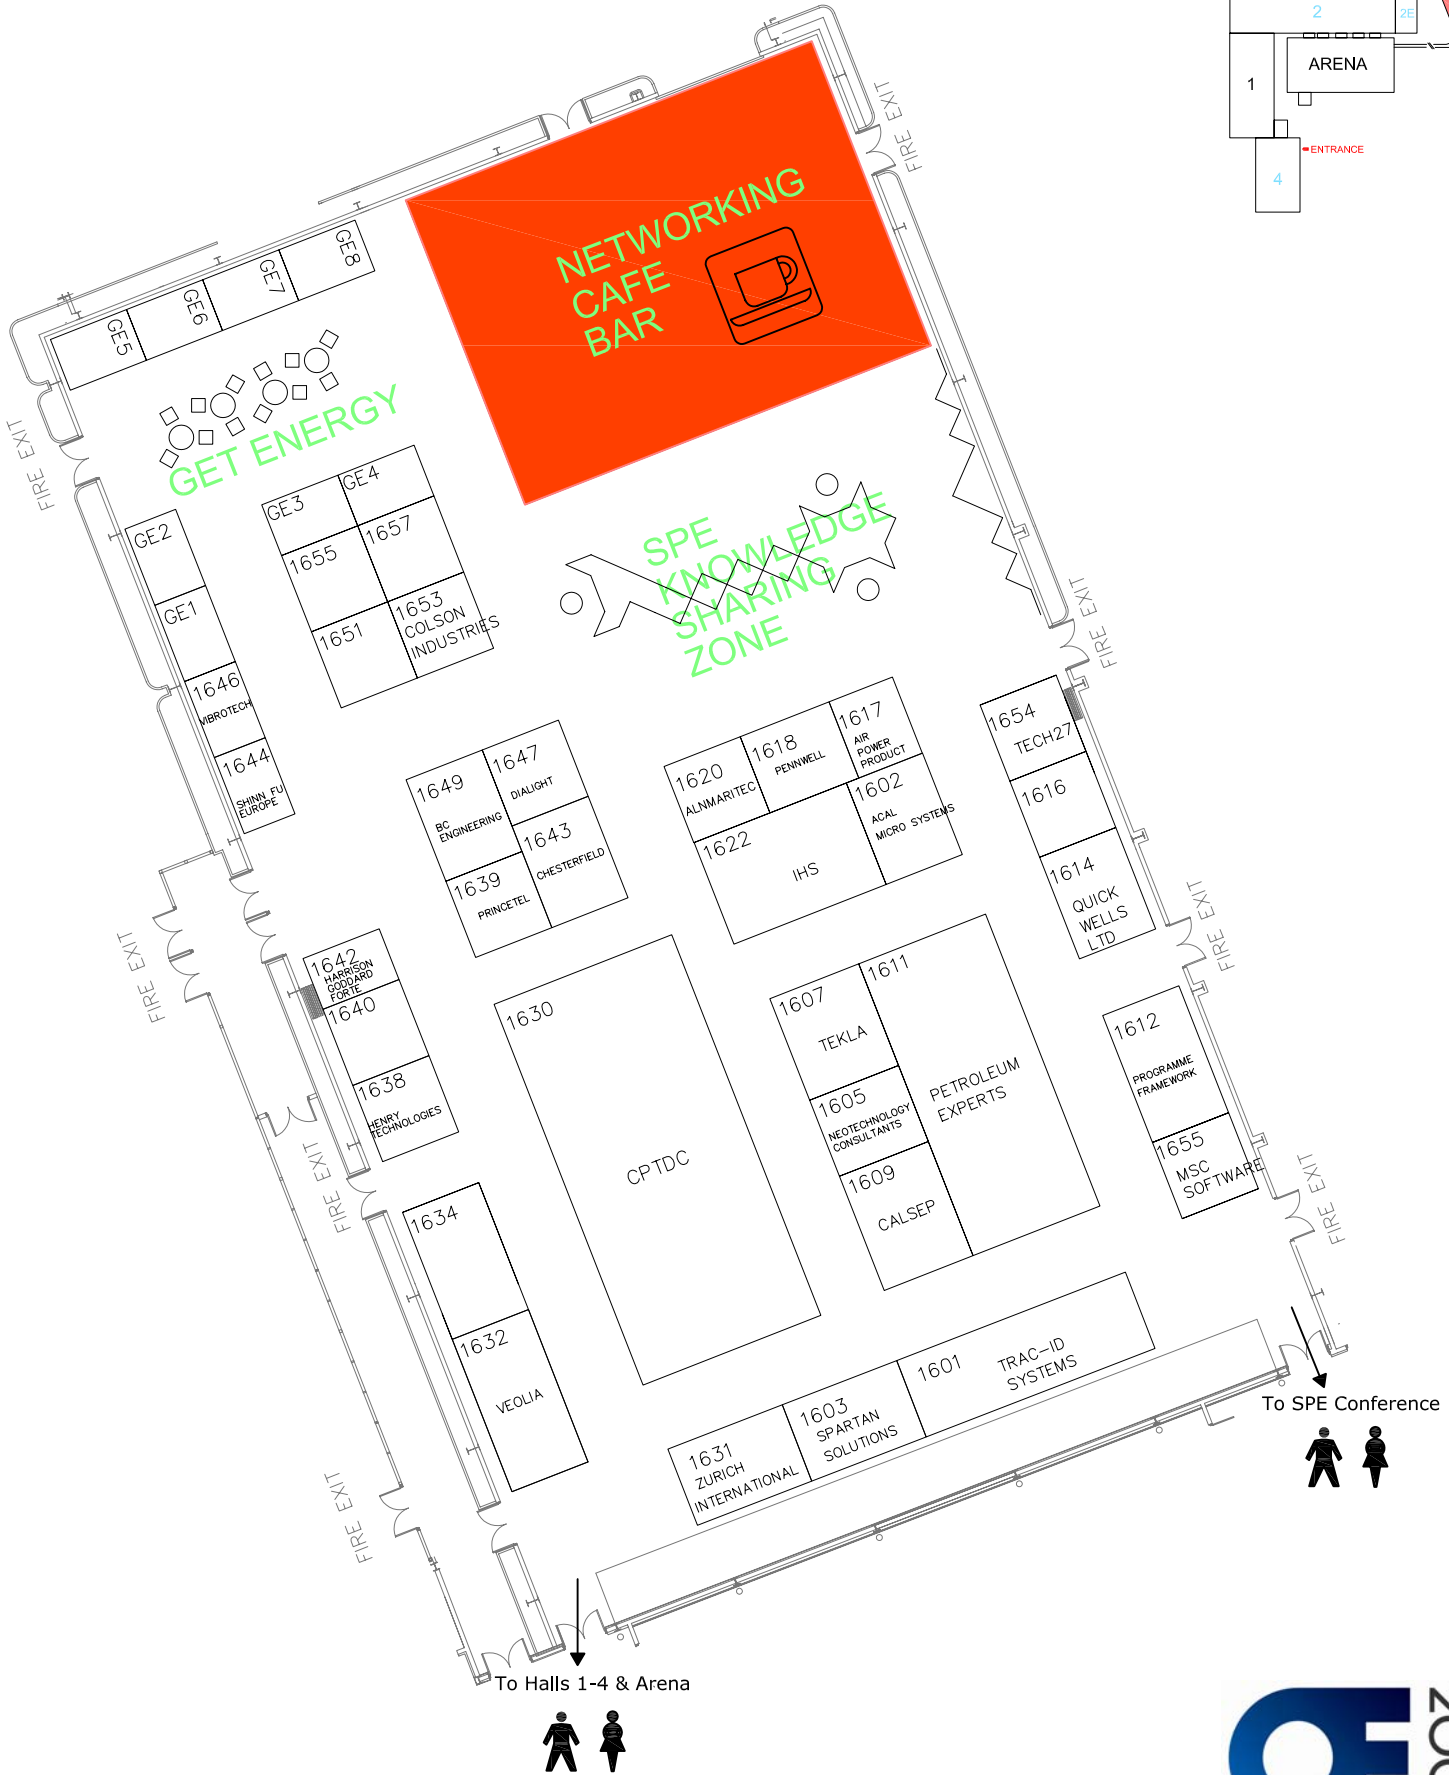 2
2E
ARENA
1
ENTRANCE
4
FIRE EXIT
NETWORKING
CAFE
BAR
GE8
GE7
GE6
GE5
GET ENERGY
FIRE EXIT
GE4
GE3
GE2
1657
1655
SPE
KNOWLEDGE
SHARING
ZONE
GE1
1653
COLSON
INDUSTRIES
1651
FIRE EXIT
1646
VIBROTECH
1644
SHINN FU
EUROPE
1649
BC
ENGINEERING
1647
DIALIGHT
1643
CHESTERFIELD
1639
PRINCETEL
1620
ALNMARITEC
1618
PENNWELL
1617
AIR
POWER
PRODUCT
1602
ACAL
MICRO SYSTEMS
1622
IHS
1654
TECH27
1616
1614
QUICK
WELLS
LTD
FIRE EXIT
FIRE EXIT
1642
HARRISON
GODDARD
FORTE
1640
1638
HENRY
TECHNOLOGIES
1630
CPTDC
1607
TEKLA
1611
PETROLEUM
EXPERTS
1605
NEOTECHNOLOGY
CONSULTANTS
1609
CALSEP
1612
PROGRAMME
FRAMEWORK
1655
MSC
SOFTWARE
FIRE EXIT
FIRE EXIT
1634
1632
VEOLIA
1601
TRAC-ID
SYSTEMS
1603
SPARTAN
SOLUTIONS
1631
ZURICH
INTERNATIONAL
To SPE Conference
FIRE EXIT
To Halls 1-4 & Arena